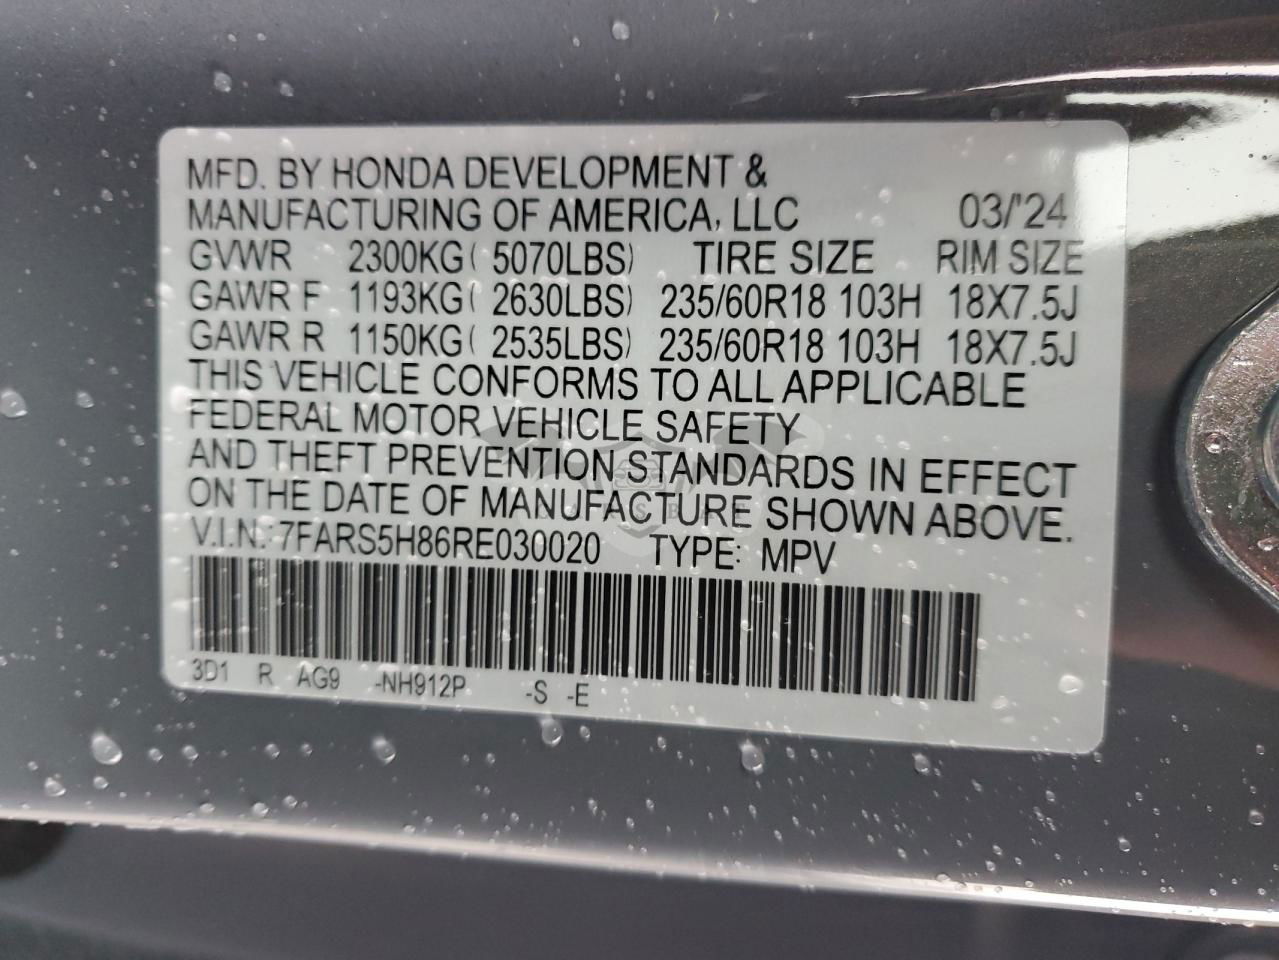 MFD. BY HONDA DEVELOPMENT &
MANUFACTURING OF AMERICA, LLC 03/'24
GVWR 2300KG( 5070LBS) TIRE SIZE RIM SIZE
GAWR F 1193KG( 2630LBS) 235/60R18 103H 18X7.5J
GAWR R 1150KG( 2535LBS) 235/60R18 103H 18X7.5J
THIS VEHICLE CONFORMS TO ALL APPLICABLE
FEDERAL MOTOR VEHICLE SAFETY
AND THEFT PREVENTION STANDARDS IN EFFECT
ON THE DATE OF MANUFACTURE SHOWN ABOVE.
V.I.N.: 7FARS5H86RE030020 TYPE: MPV
3D1 R AG9 -NH912P -S -E